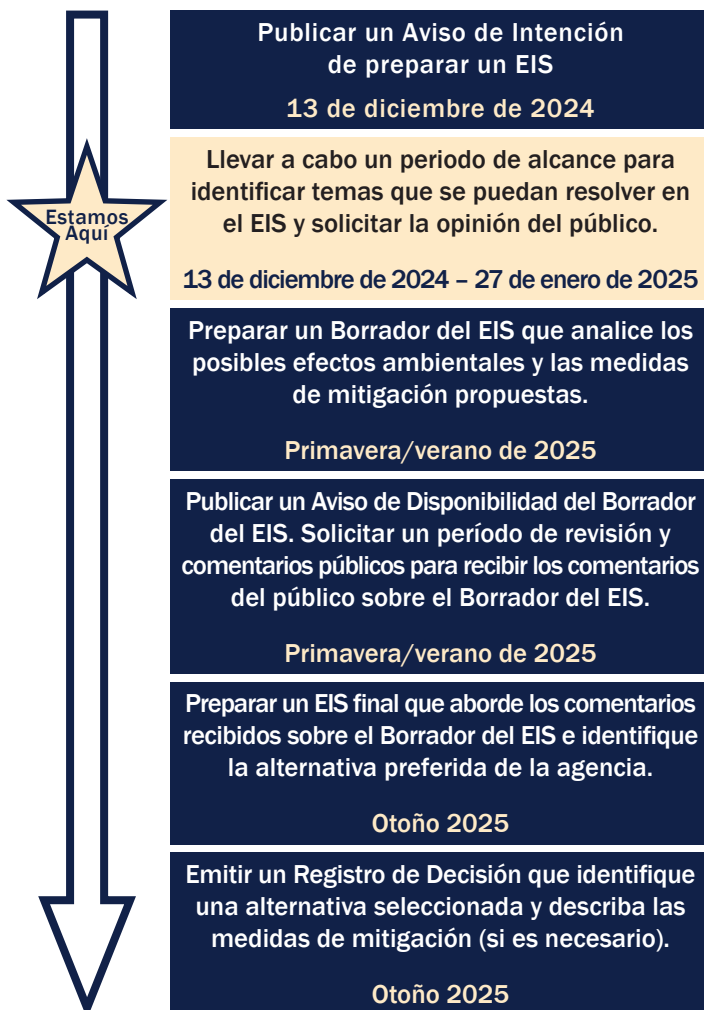 Publicar un Aviso de Intención
de preparar un EIS
13 de diciembre de 2024
Estamos
Aquí
Llevar a cabo un periodo de alcance para
identificar temas que se puedan resolver en
el EIS y solicitar la opinión del público.
13 de diciembre de 2024 – 27 de enero de 2025
Preparar un Borrador del EIS que analice los
posibles efectos ambientales y las medidas
de mitigación propuestas.
Primavera/verano de 2025
Publicar un Aviso de Disponibilidad del Borrador
del EIS. Solicitar un período de revisión y
comentarios públicos para recibir los comentarios
del público sobre el Borrador del EIS.
Primavera/verano de 2025
Preparar un EIS final que aborde los comentarios
recibidos sobre el Borrador del EIS e identifique
la alternativa preferida de la agencia.
Otoño 2025
Emitir un Registro de Decisión que identifique
una alternativa seleccionada y describa las
medidas de mitigación (si es necesario).
Otoño 2025